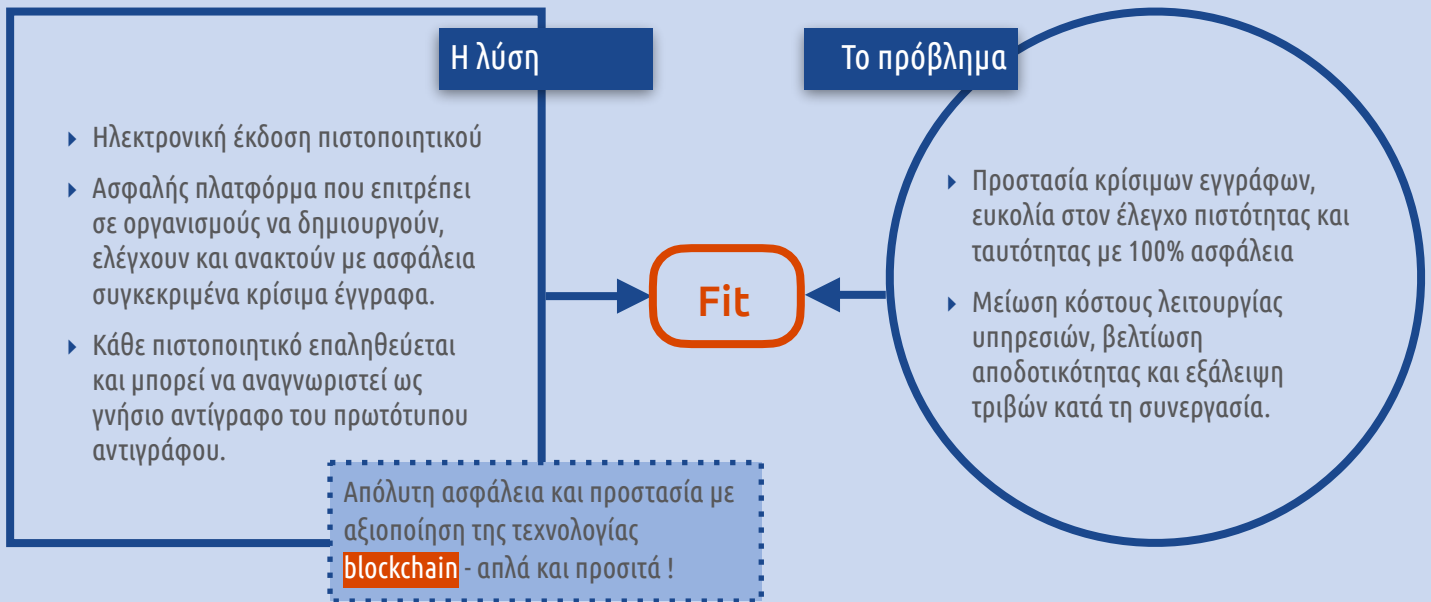 Η λύση
Ηλεκτρονική έκδοση πιστοποιητικού
Ασφαλής πλατφόρμα που επιτρέπει
σε οργανισμούς να δημιουργούν,
ελέγχουν και ανακτούν με ασφάλεια
συγκεκριμένα κρίσιμα έγγραφα.
Κάθε πιστοποιητικό επαληθεύεται
και μπορεί να αναγνωριστεί ως
γνήσιο αντίγραφο του πρωτότυπου
αντιγράφου.
Απόλυτη ασφάλεια και προστασία με
αξιοποίηση της τεχνολογίας
blockchain - απλά και προσιτά !
Fit
Το πρόβλημα
Προστασία κρίσιμων εγγράφων,
ευκολία στον έλεγχο πιστότητας και
ταυτότητας με 100% ασφάλεια
Μείωση κόστους λειτουργίας
υπηρεσιών, βελτίωση
αποδοτικότητας και εξάλειψη
τριβών κατά τη συνεργασία.